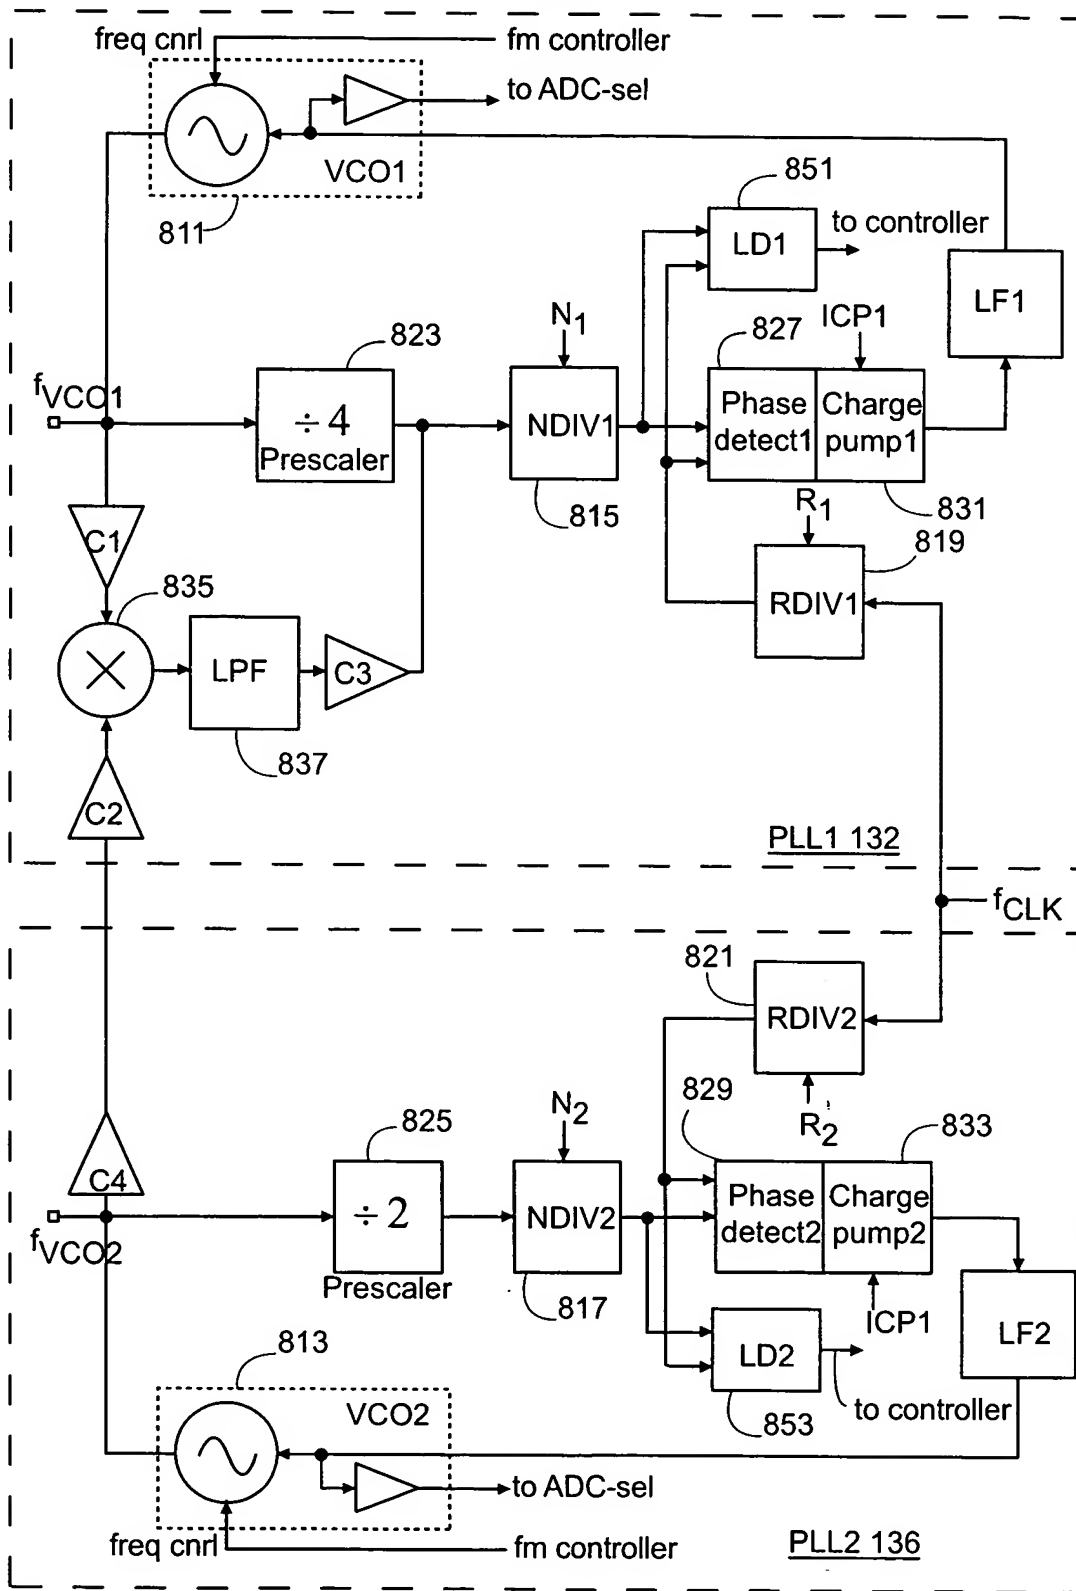 freq cnrl
fm controller
to ADC-sel
VCO1
811
851
LD1
to controller
LF1
N1
823
827
ICP1
fVCO1
÷4
Prescaler
NDIV1
Phase detect1
Charge pump1
815
831
R1
819
C1
835
RDIV1
LPF
C3
837
C2
PLL1 132
fCLK
821
RDIV2
829
R2
833
N2
825
C4
fVCO2
÷2
Prescaler
NDIV2
Phase detect2
Charge pump2
817
ICP1
LF2
LD2
853
to controller
813
VCO2
to ADC-sel
freq cnrl
fm controller
PLL2 136